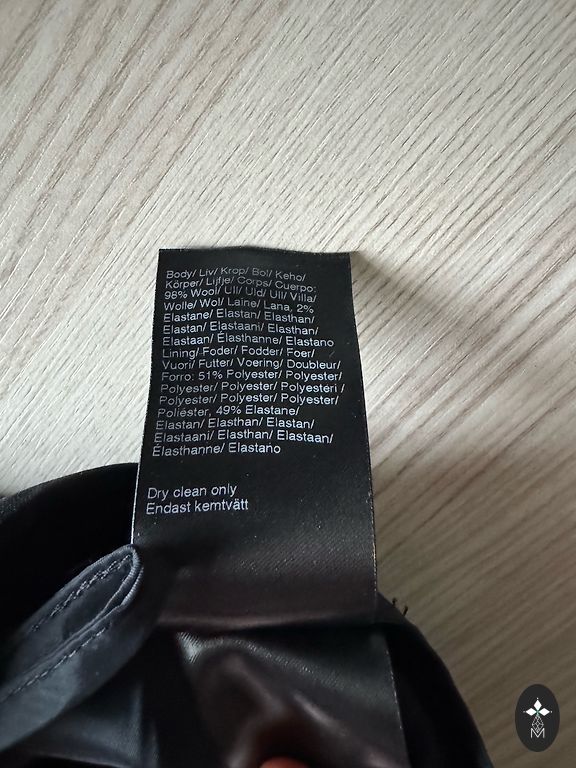 Body/ Liv/ Krop/ Bol/ Keho/
Körper/ Lijfje/ Corps/ Cuerpo:
98% Wool/ Ull/ Uld/ Ull/ Villa/
Wolle/ Wol/ Laine/ Lana, 2%
Elastane/ Elastan/ Elasthan/
Elastan/ Elastaani/ Elasthan/
Elastaan/ Élasthanne/ Elastano
Lining/ Foder/ Fodder/ Foer/
Vuori/ Futter/ Voering/ Doubleur/
Forro: 51% Polyester/ Polyester/
Polyester/ Polyester/ Polyesteri /
Polyester/ Polyester/ Polyester/
Poliéster, 49% Elastane/
Elastan/ Elasthan/ Elastan/
Elastaani/ Elasthan/ Elastaan/
Élasthanne/ Elastano
Dry clean only
Endast kemtvätt
M